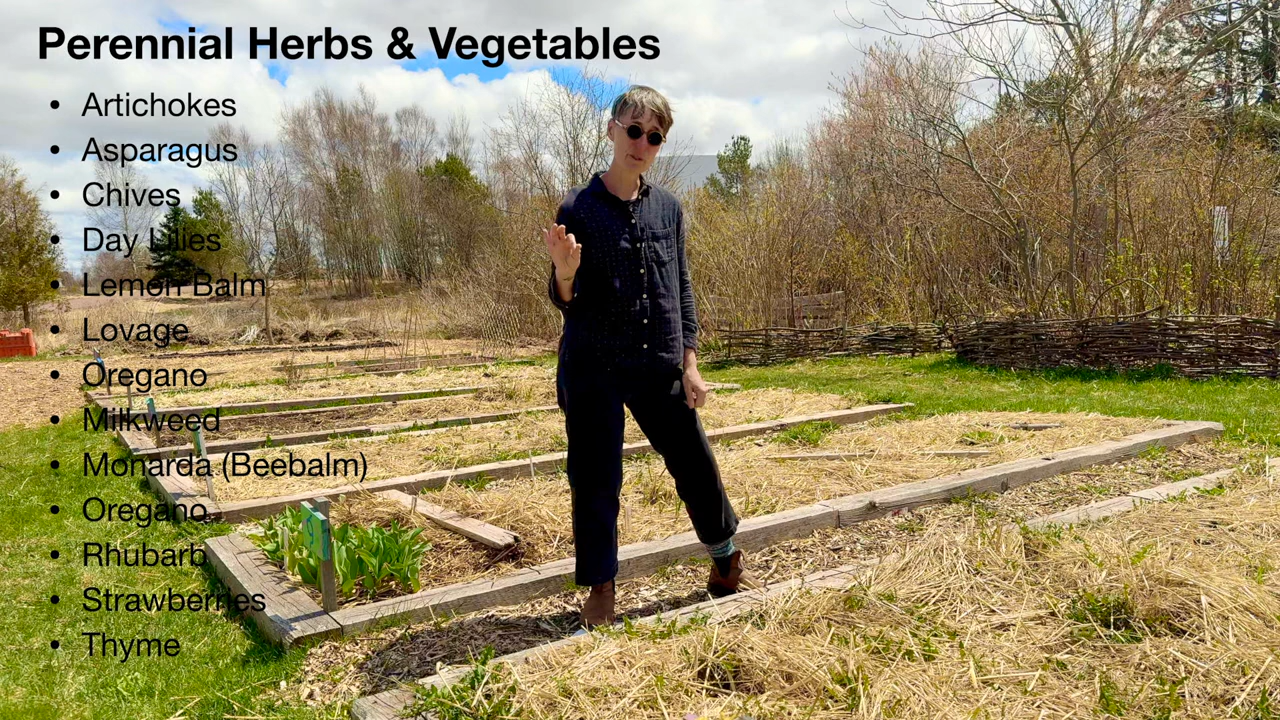 Perennial Herbs & Vegetables
• Artichokes
• Asparagus
• Chives
• Day Lilies
• Lemon Balm
• Lovage
• Oregano
• Milkweed
• Monarda (Beebalm)
• Oregano
• Rhubarb
• Strawberries
• Thyme